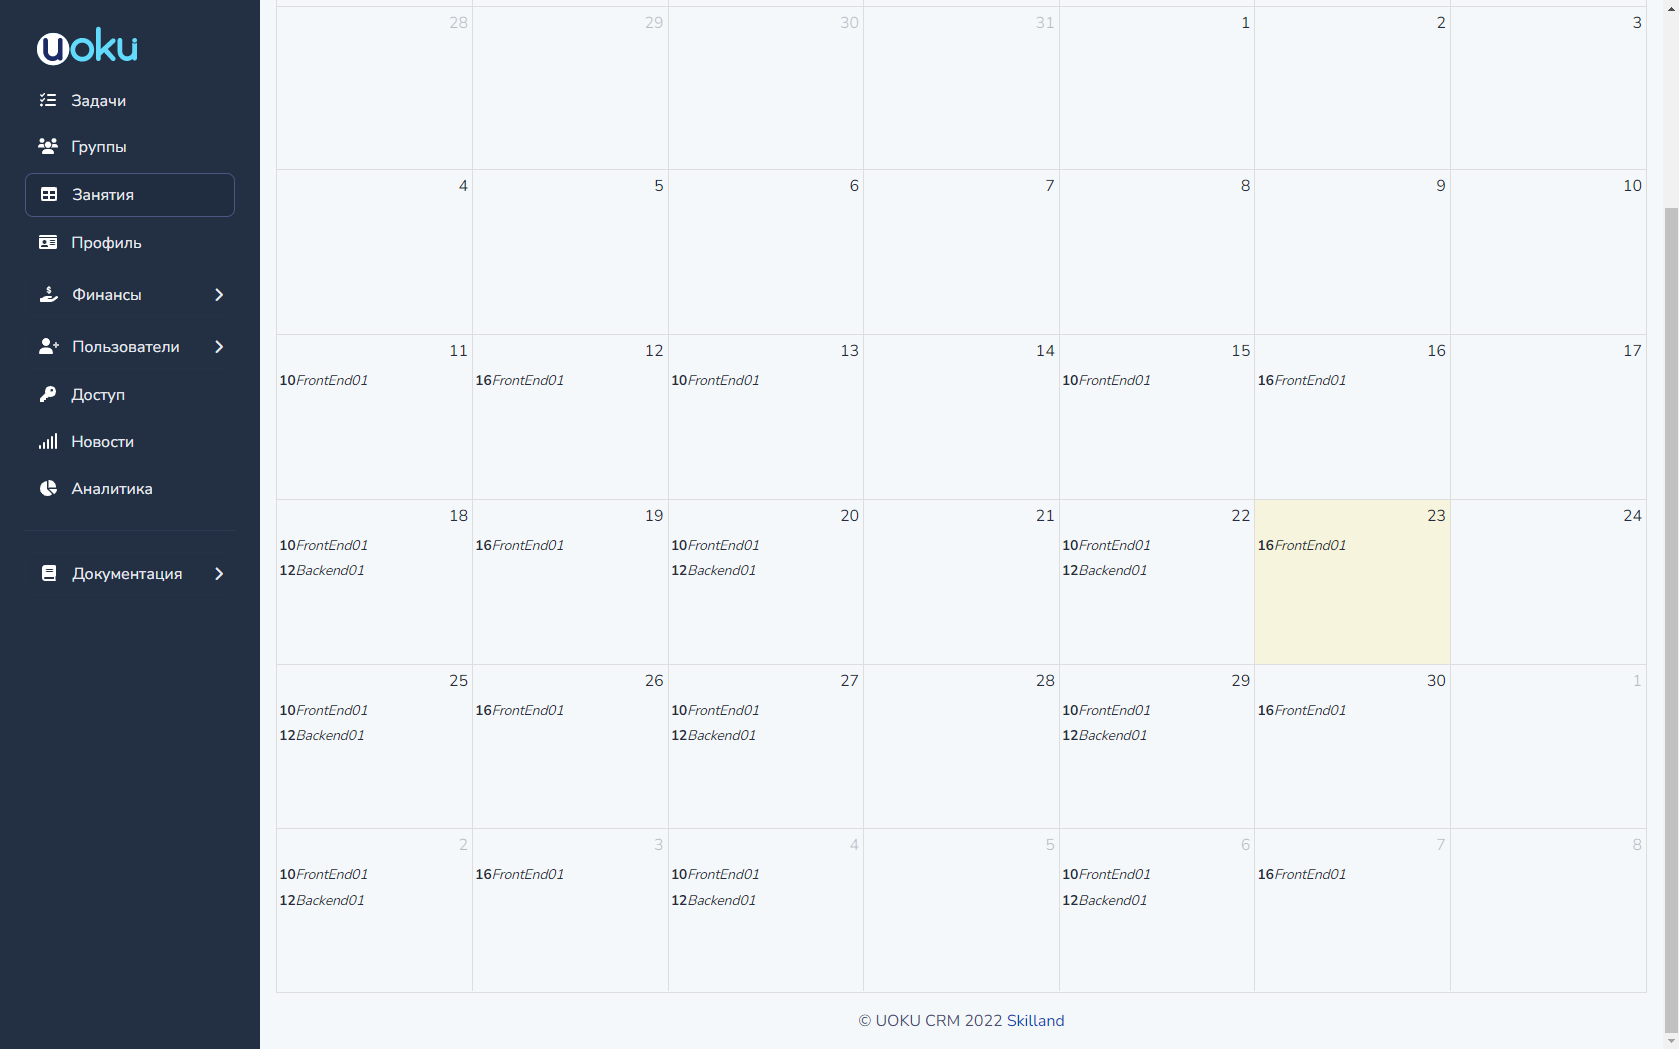 uoku
Задачи
Группы
Занятия
Профиль
Финансы
Пользователи
Доступ
Новости
Аналитика
Документация
28 29 30 31 1 2 3
4 5 6 7 8 9 10
11 12 13 14 15 16 17
10FrontEnd01 16FrontEnd01 10FrontEnd01 10FrontEnd01 16FrontEnd01
18 19 20 21 22 23 24
10FrontEnd01 16FrontEnd01 10FrontEnd01 10FrontEnd01 16FrontEnd01
12Backend01 12Backend01 12Backend01
25 26 27 28 29 30 1
10FrontEnd01 16FrontEnd01 10FrontEnd01 10FrontEnd01 16FrontEnd01
12Backend01 12Backend01 12Backend01
2 3 4 5 6 7 8
10FrontEnd01 16FrontEnd01 10FrontEnd01 10FrontEnd01 16FrontEnd01
12Backend01 12Backend01 12Backend01
© UOKU CRM 2022 Skilland